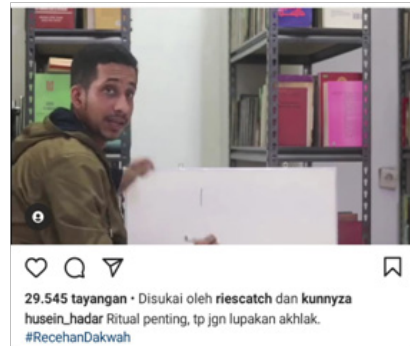 29.545 tayangan • Disukai oleh riescatch dan kunnyza
husein_hadar Ritual penting, tp jgn lupakan akhlak.
#RecehanDakwah